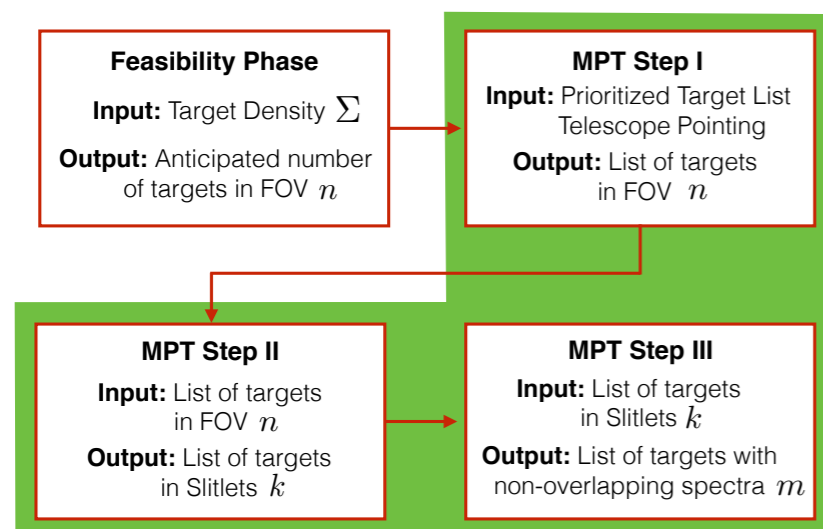 Feasibility Phase
Input: Target Density Σ
Output: Anticipated number
of targets in FOV n
MPT Step I
Input: Prioritized Target List
Telescope Pointing
Output: List of targets
in FOV n
MPT Step II
Input: List of targets
in FOV n
Output: List of targets
in Slitlets k
MPT Step III
Input: List of targets
in Slitlets k
Output: List of targets with
non-overlapping spectra m